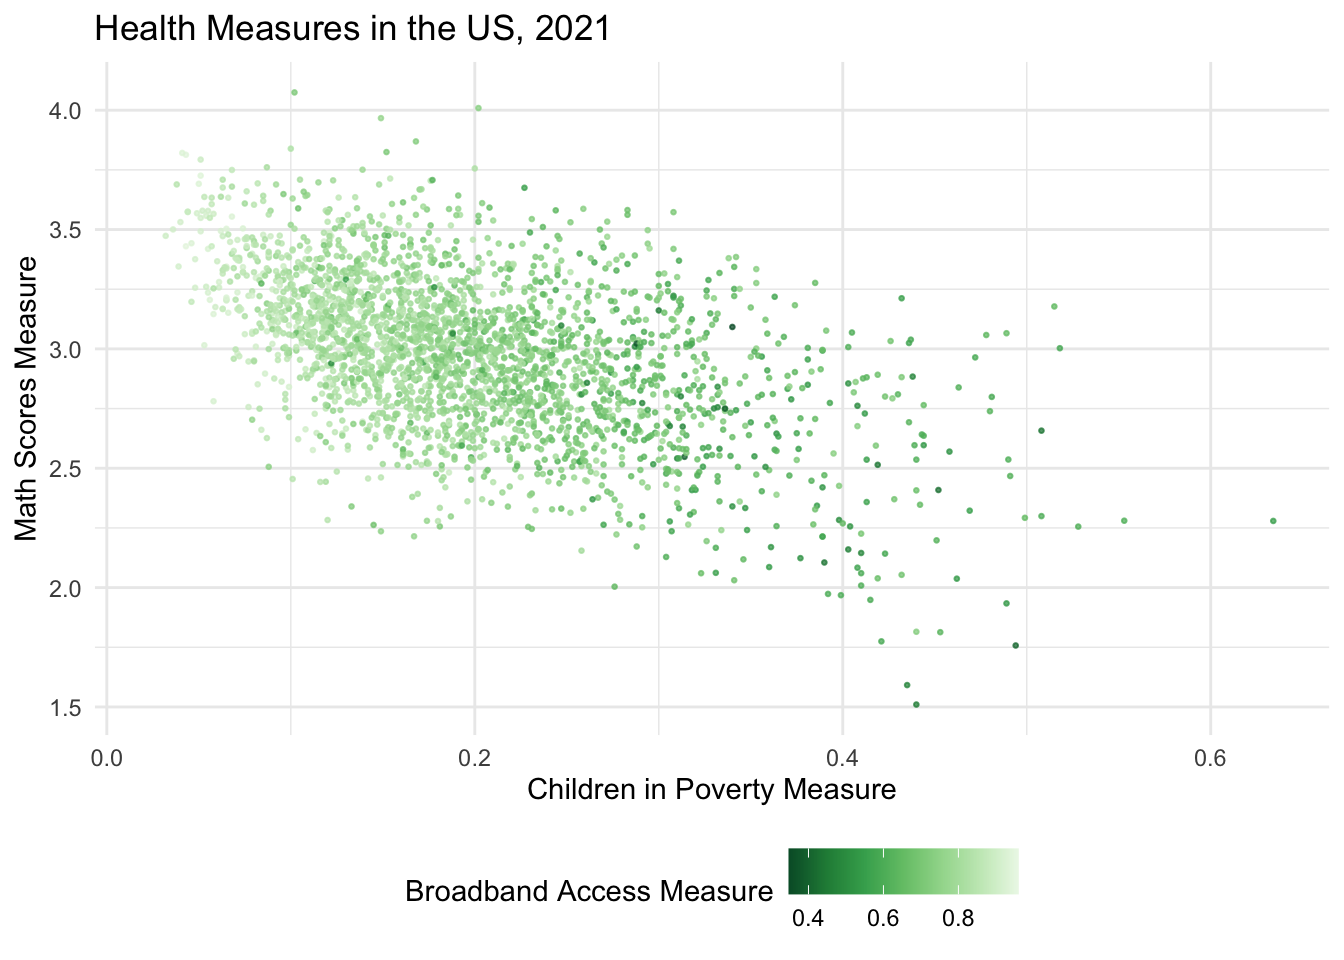 Health Measures in the US, 2021
4.0
3.5
3.0
2.5
2.0
1.5
Math Scores Measure
0.0 0.2 0.4 0.6
Children in Poverty Measure
Broadband Access Measure
0.4 0.6 0.8